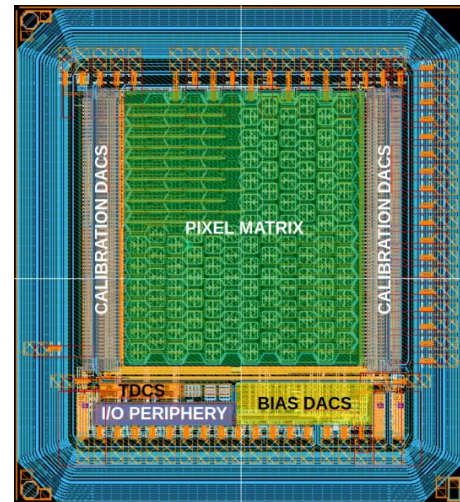 CALIBRATION DACS
PIXEL MATRIX
CALIBRATION DACS
TDCS
I/O PERIPHERY
BIAS DACS